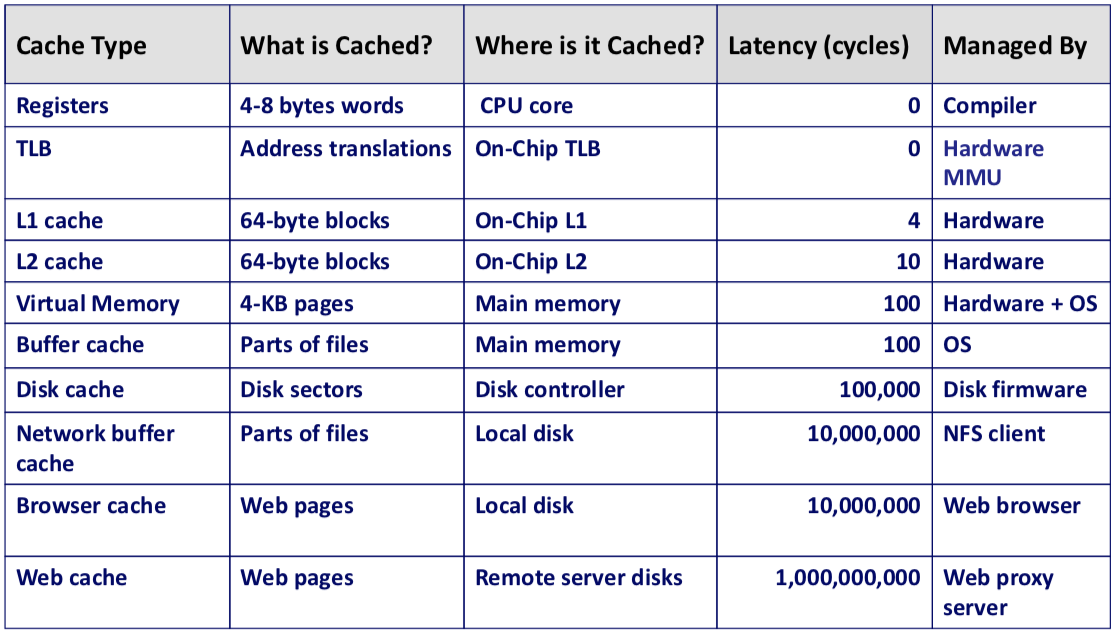 Cache Type What is Cached? Where is it Cached? Latency (cycles) Managed By
Registers 4-8 bytes words CPU core 0 Compiler
TLB Address translations On-Chip TLB 0 Hardware
MMU
L1 cache 64-byte blocks On-Chip L1 4 Hardware
L2 cache 64-byte blocks On-Chip L2 10 Hardware
Virtual Memory 4-KB pages Main memory 100 Hardware + OS
Buffer cache Parts of files Main memory 100 OS
Disk cache Disk sectors Disk controller 100,000 Disk firmware
Network buffer Parts of files Local disk 10,000,000 NFS client
cache
Browser cache Web pages Local disk 10,000,000 Web browser
Web cache Web pages Remote server disks 1,000,000,000 Web proxy
server